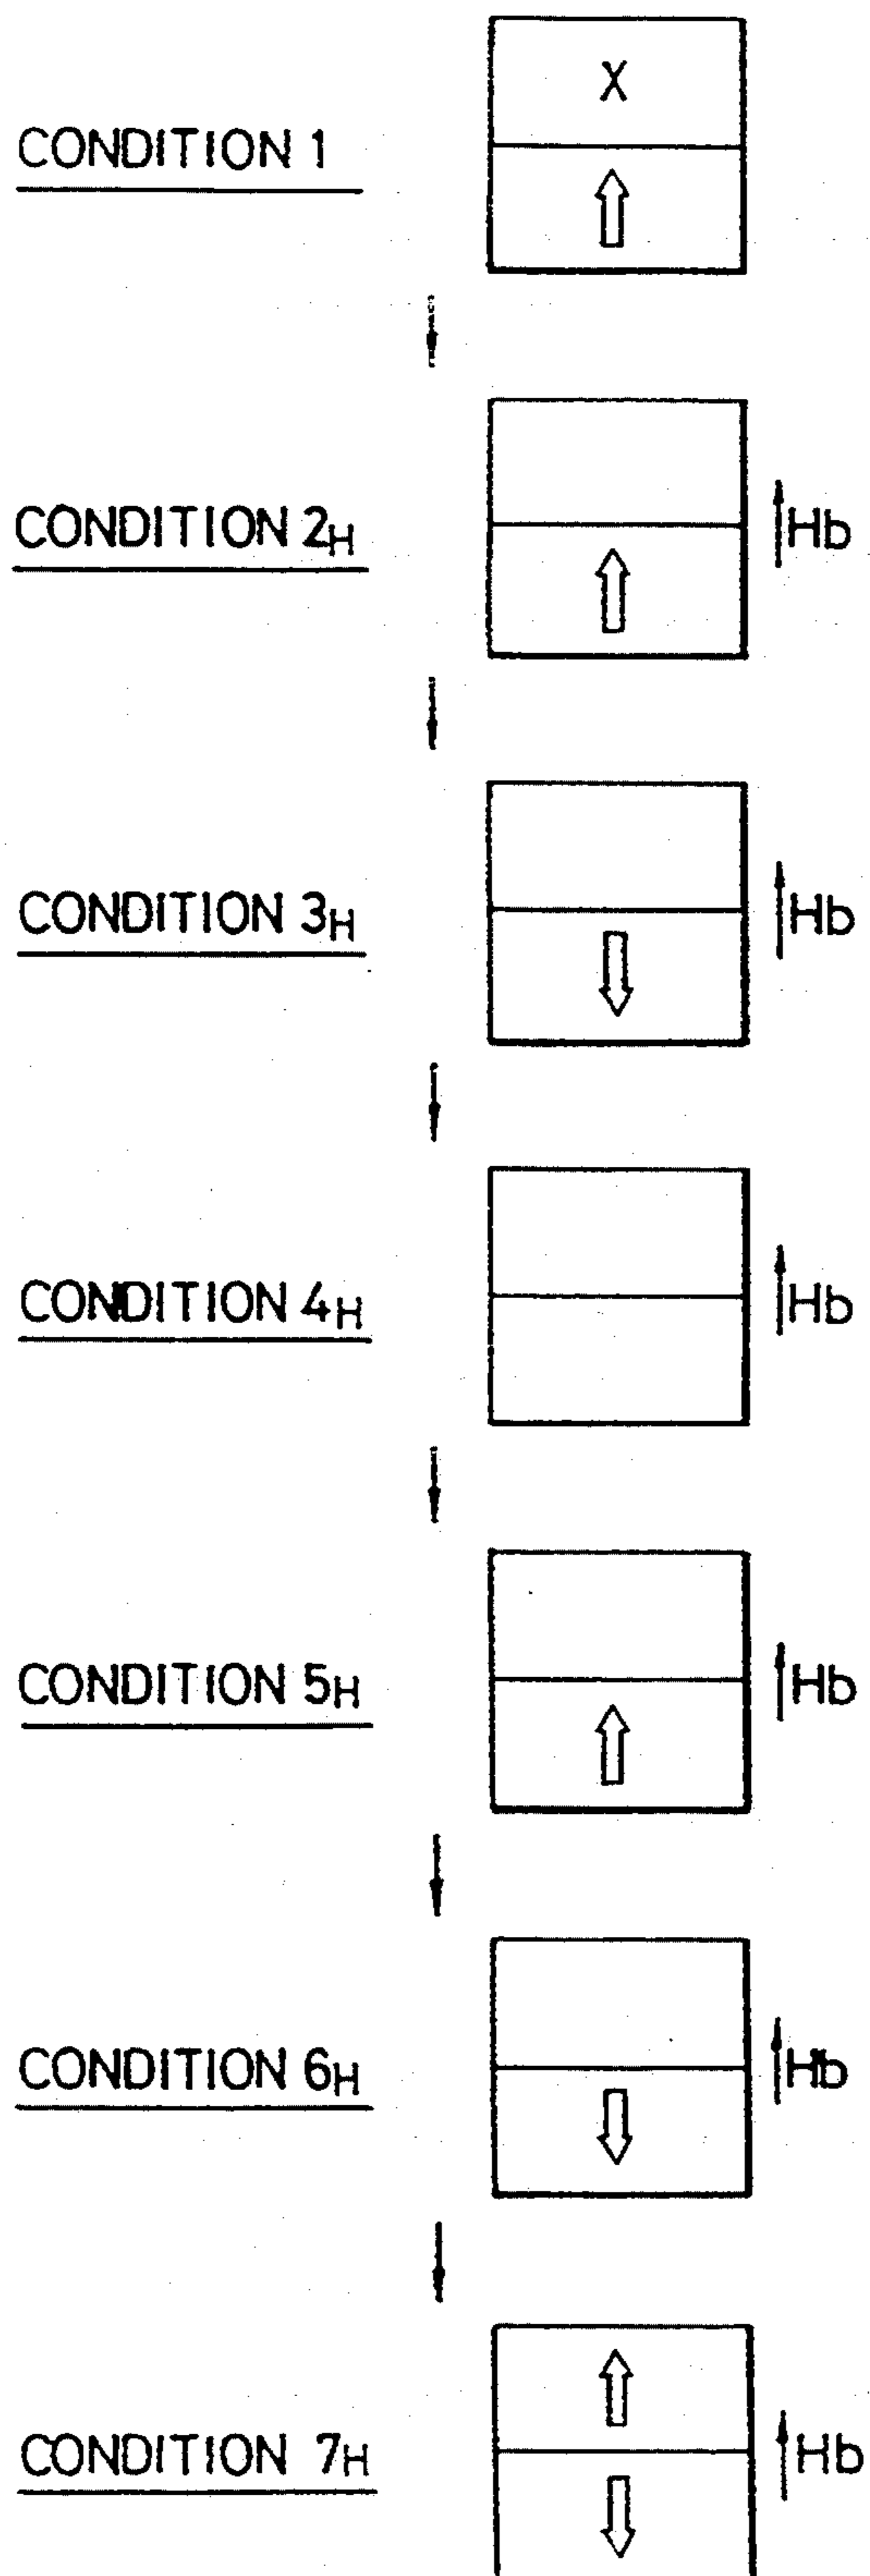 X
CONDITION 1
CONDITION 2H Hb
CONDITION 3H Hb
CONDITION 4H Hb
CONDITION 5H Hb
CONDITION 6H Hb
CONDITION 7H Hb